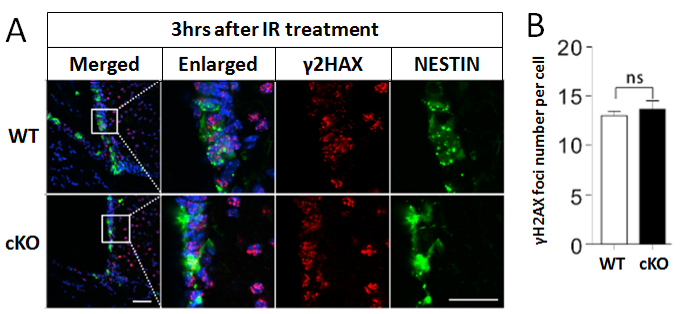 A
3hrs after IR treatment
Merged Enlarged γ2HAX NESTIN
WT
cKO
B
γH2AX foci number per cell
20
15
10
5
0
ns
WT cKO